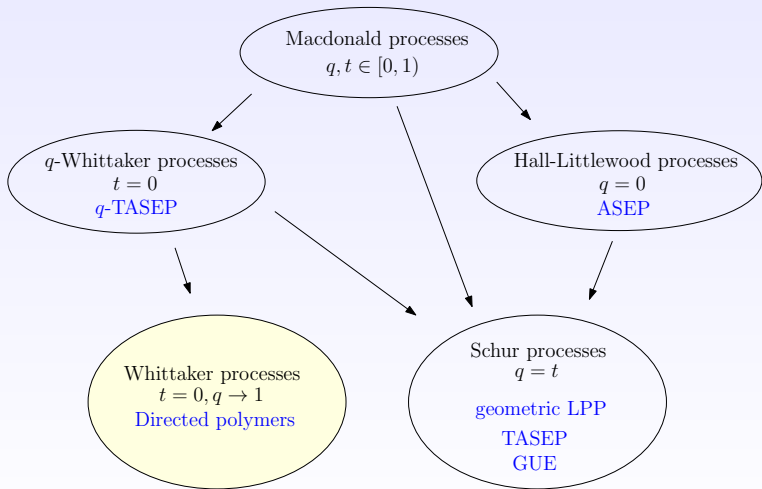 Macdonald processes
q, t ∈ [0, 1)
q-Whittaker processes
t = 0
q-TASEP
Hall-Littlewood processes
q = 0
ASEP
Whittaker processes
t = 0, q → 1
Directed polymers
Schur processes
q = t
geometric LPP
TASEP
GUE